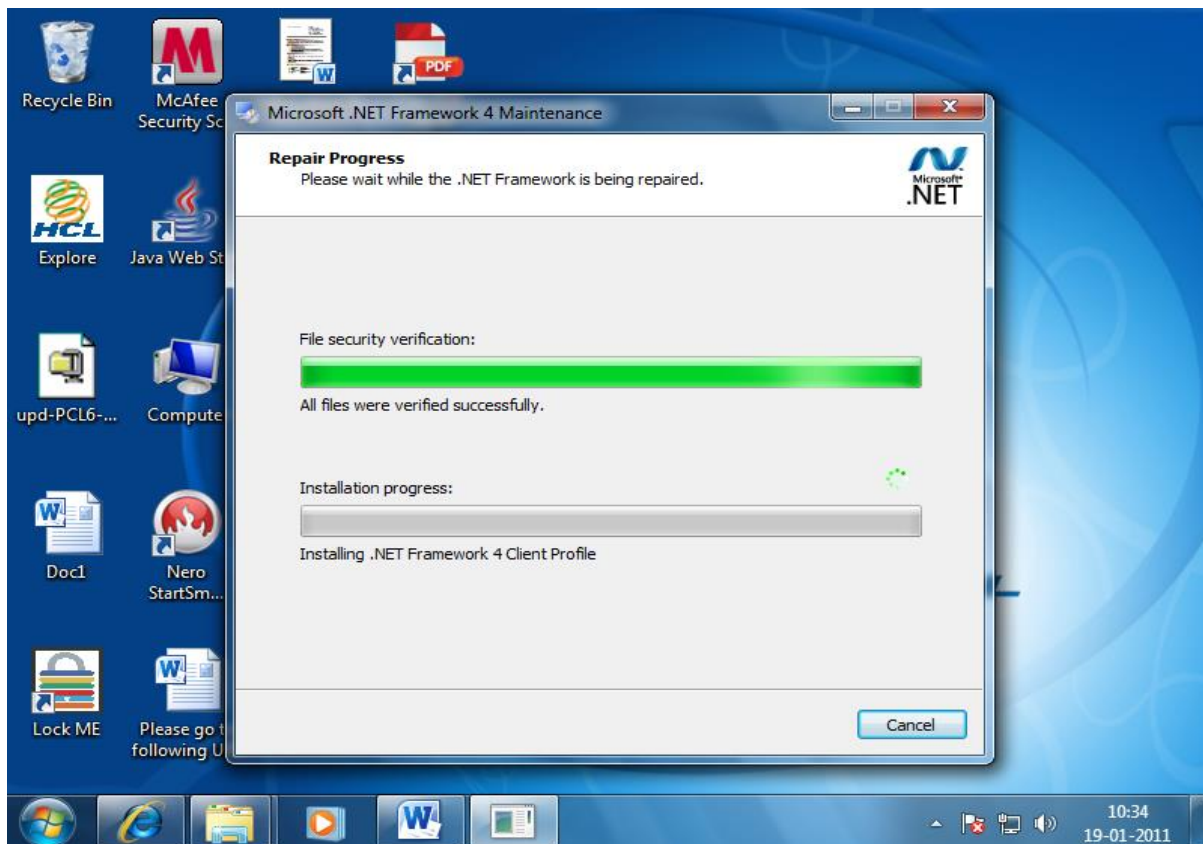 Recycle Bin
McAfee
Security Sc
W
PDF
HCL
Explore
Java Web St
upd-PCL6-...
Compute
W
Doc1
Nero
StartSm...
Lock ME
W
Please go t
following U
Microsoft .NET Framework 4 Maintenance
Repair Progress
Please wait while the .NET Framework is being repaired.
Microsoft
.NET
File security verification:
All files were verified successfully.
Installation progress:
Installing .NET Framework 4 Client Profile
Cancel
W
10:34
19-01-2011